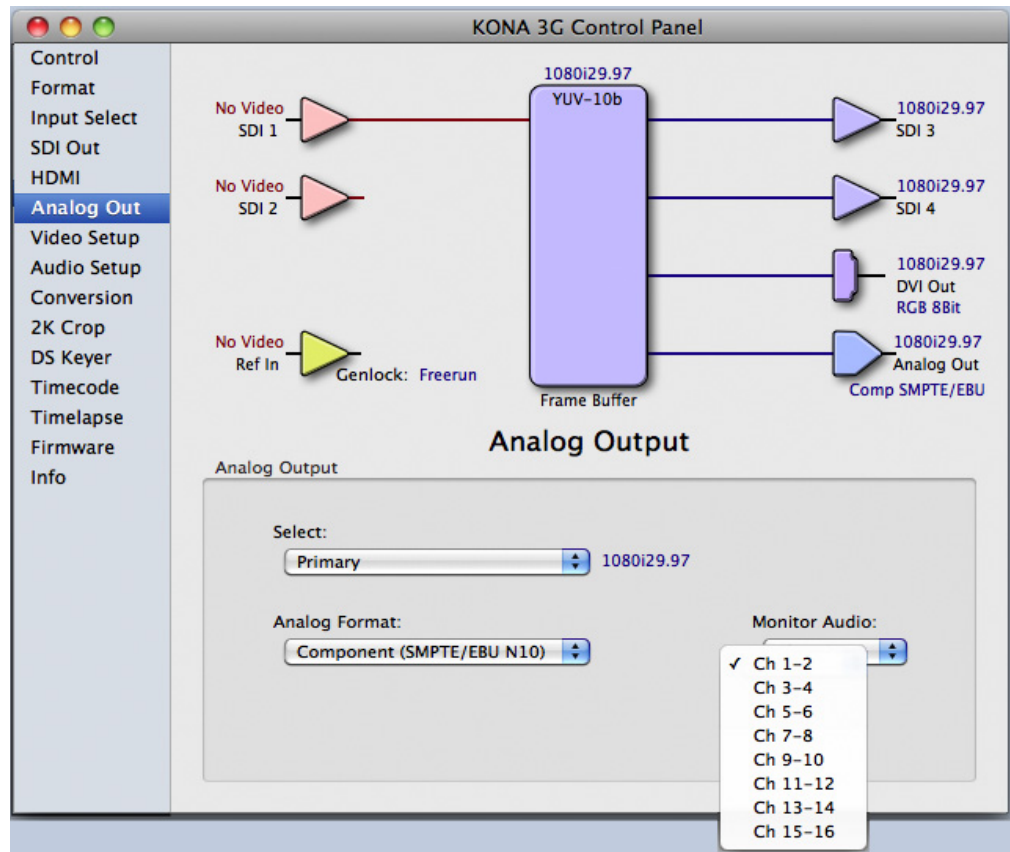 KONA 3G Control Panel
Control
Format
Input Select
SDI Out
HDMI
Analog Out
Video Setup
Audio Setup
Conversion
2K Crop
DS Keyer
Timecode
Timelapse
Firmware
Info
1080i29.97
YUV-10b
Frame Buffer
No Video
SDI 1
No Video
SDI 2
No Video
Ref In
Genlock: Freerun
1080i29.97
SDI 3
1080i29.97
SDI 4
1080i29.97
DVI Out
RGB 8Bit
1080i29.97
Analog Out
Comp SMPTE/EBU
Analog Output
Analog Output
Select:
Primary
1080i29.97
Analog Format:
Component (SMPTE/EBU N10)
Monitor Audio:
✓ Ch 1-2
Ch 3-4
Ch 5-6
Ch 7-8
Ch 9-10
Ch 11-12
Ch 13-14
Ch 15-16